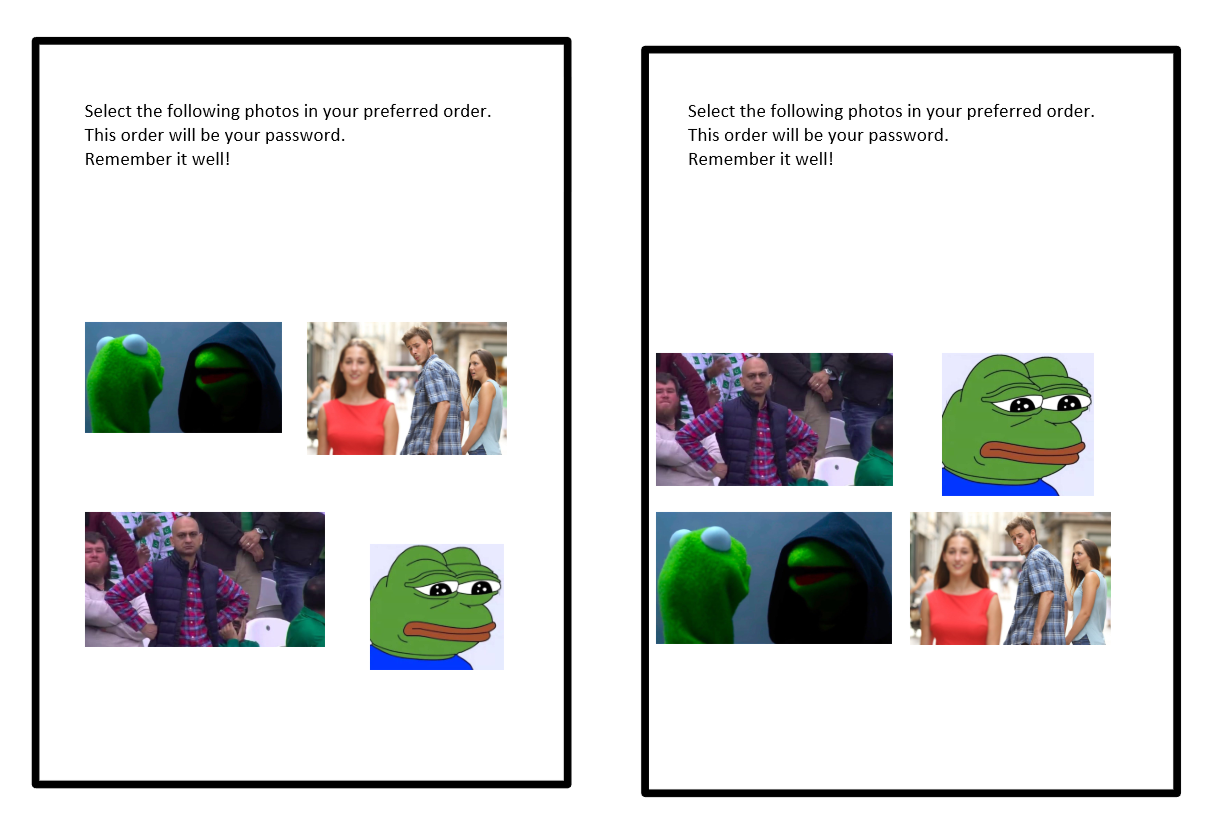 Select the following photos in your preferred order.
This order will be your password.
Remember it well!
Select the following photos in your preferred order.
This order will be your password.
Remember it well!